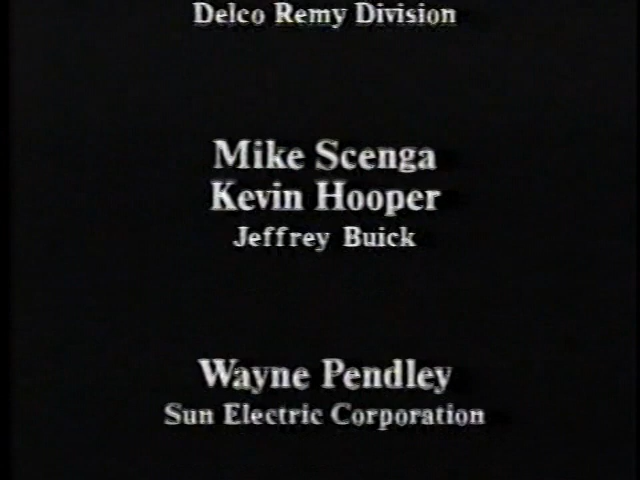 Delco Remy Division
Mike Scenga
Kevin Hooper
Jeffrey Buick
Wayne Pendley
Sun Electric Corporation